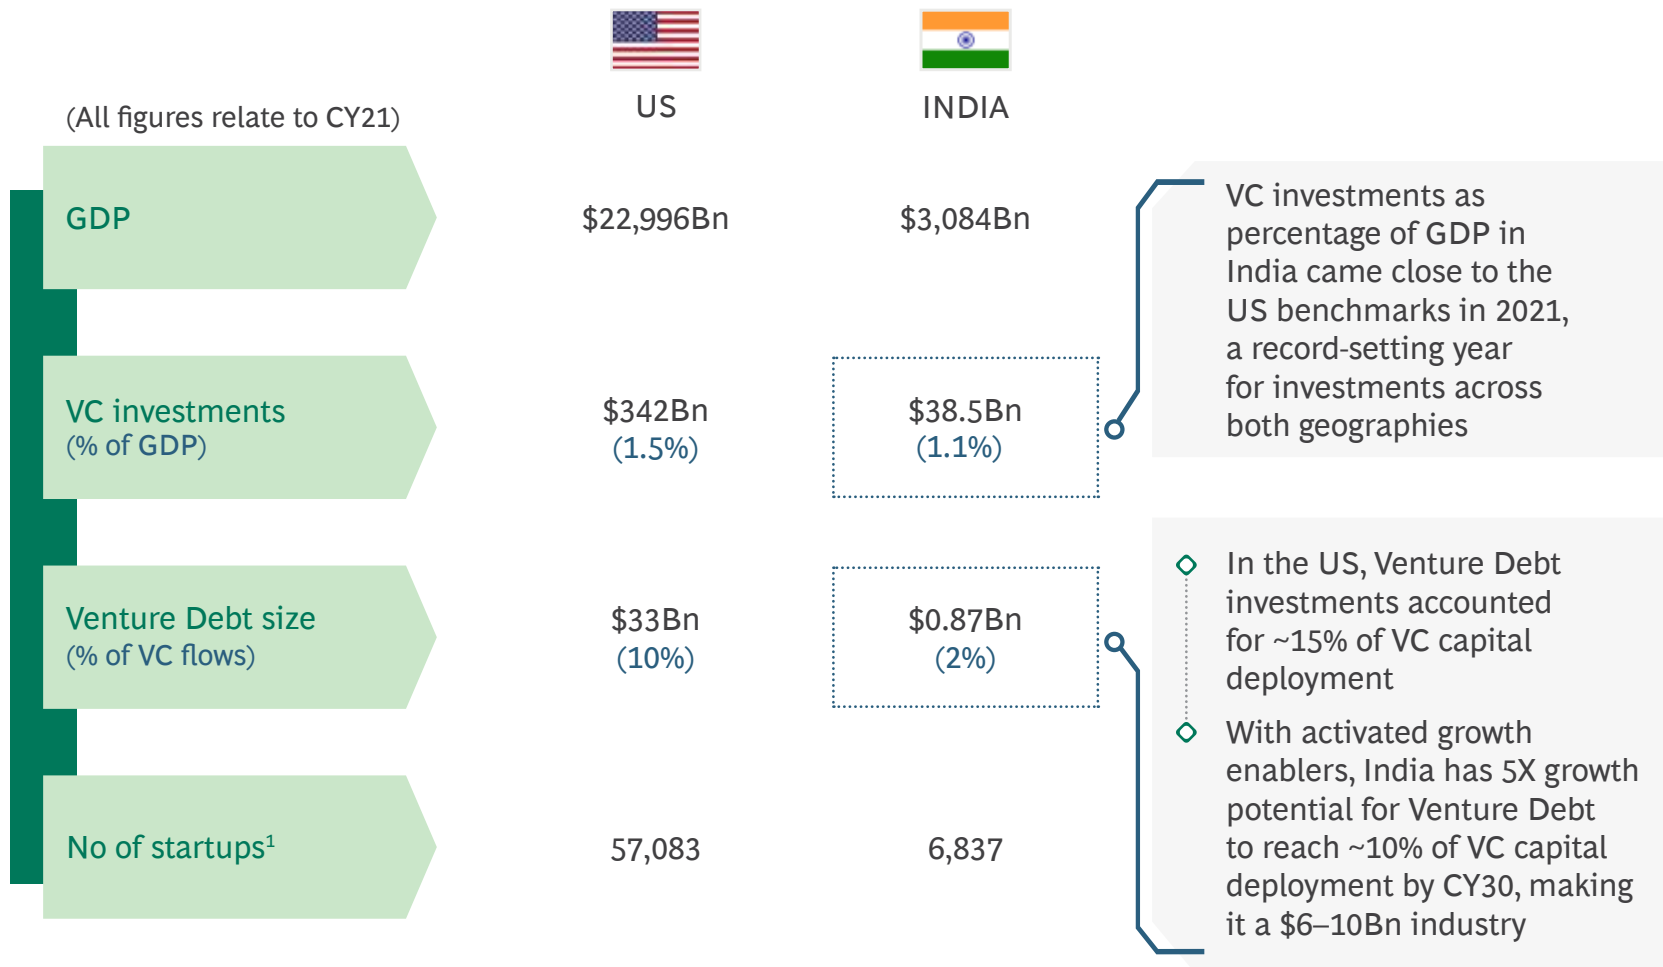 US
INDIA
(All figures relate to CY21)
GDP
$22,996Bn
$3,084Bn
VC investments
(% of GDP)
$342Bn
(1.5%)
$38.5Bn
(1.1%)
VC investments as
percentage of GDP in
India came close to the
US benchmarks in 2021,
a record-setting year
for investments across
both geographies
Venture Debt size
(% of VC flows)
$33Bn
(10%)
$0.87Bn
(2%)
In the US, Venture Debt
investments accounted
for ~15% of VC capital
deployment
With activated growth
enablers, India has 5X growth
potential for Venture Debt
to reach ~10% of VC capital
deployment by CY30, making
it a $6–10Bn industry
No of startups¹
57,083
6,837